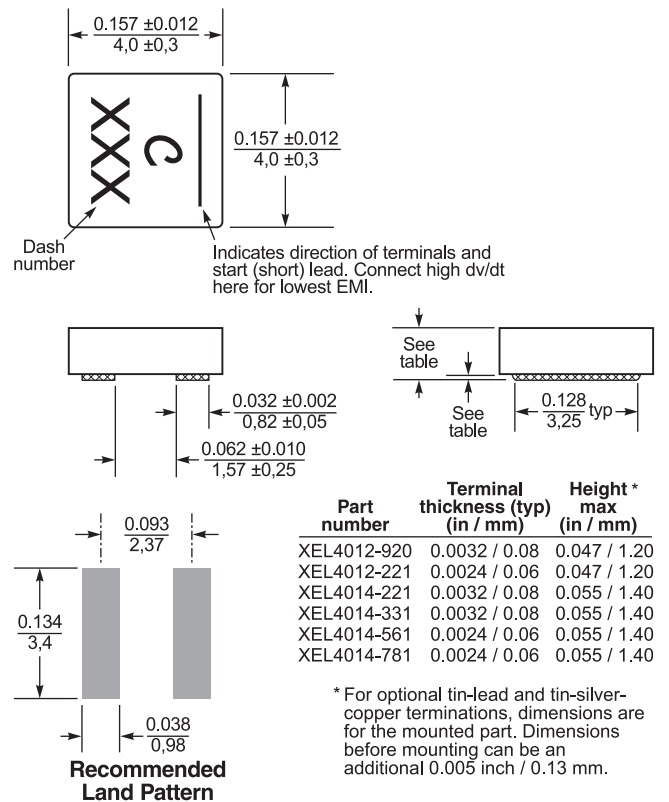 0.157 ±0.012
4,0 ±0,3
XXX
C
0.157 ±0.012
4,0 ±0,3
Dash
number
Indicates direction of terminals and
start (short) lead. Connect high dv/dt
here for lowest EMI.
See
table
See
table
0.128
3,25
typ
0.032 ±0.002
0,82 ±0,05
0.062 ±0.010
1,57 ±0,25
0.093
2,37
0.134
3,4
0.038
0,98
Recommended
Land Pattern
Part number Terminal thickness (typ) (in / mm) Height * max (in / mm)
XEL4012-920 0.0032 / 0.08 0.047 / 1.20
XEL4012-221 0.0024 / 0.06 0.047 / 1.20
XEL4014-221 0.0032 / 0.08 0.055 / 1.40
XEL4014-331 0.0032 / 0.08 0.055 / 1.40
XEL4014-561 0.0024 / 0.06 0.055 / 1.40
XEL4014-781 0.0024 / 0.06 0.055 / 1.40
* For optional tin-lead and tin-silver-
copper terminations, dimensions are
for the mounted part. Dimensions
before mounting can be an
additional 0.005 inch / 0.13 mm.